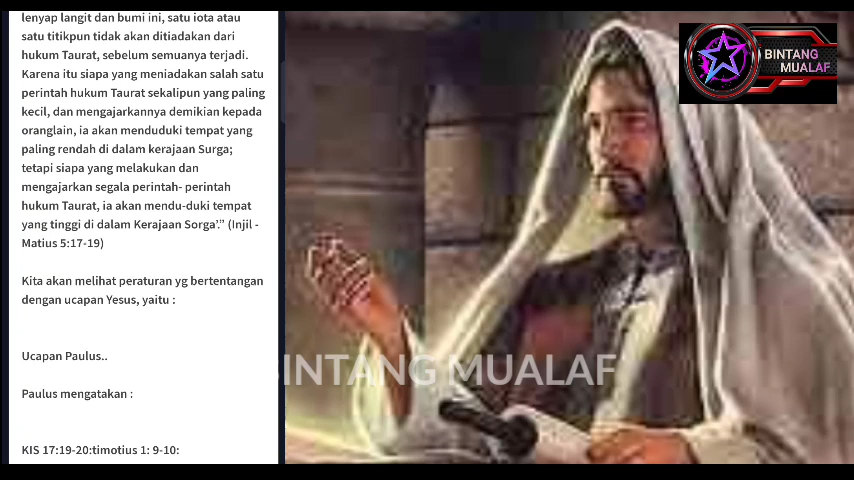 lenyap langit dan bumi ini, satu iota atau
satu titikpun tidak akan ditiadakan dari
hukum Taurat, sebelum semuanya terjadi.
Karena itu siapa yang meniadakan salah satu
perintah hukum Taurat sekalipun yang paling
kecil, dan mengajarkannya demikian kepada
oranglain, ia akan menduduki tempat yang
paling rendah di dalam kerajaan Surga;
tetapi siapa yang melakukan dan
mengajarkan segala perintah- perintah
hukum Taurat, ia akan mendu-duki tempat
yang tinggi di dalam Kerajaan Sorga’.” (Injil -
Matius 5:17-19)
Kita akan melihat peraturan yg bertentangan
dengan ucapan Yesus, yaitu :
Ucapan Paulus..
Paulus mengatakan :
KIS 17:19-20:timotius 1: 9-10:
BINTANG
MUALAF
BINTANG MUALAF